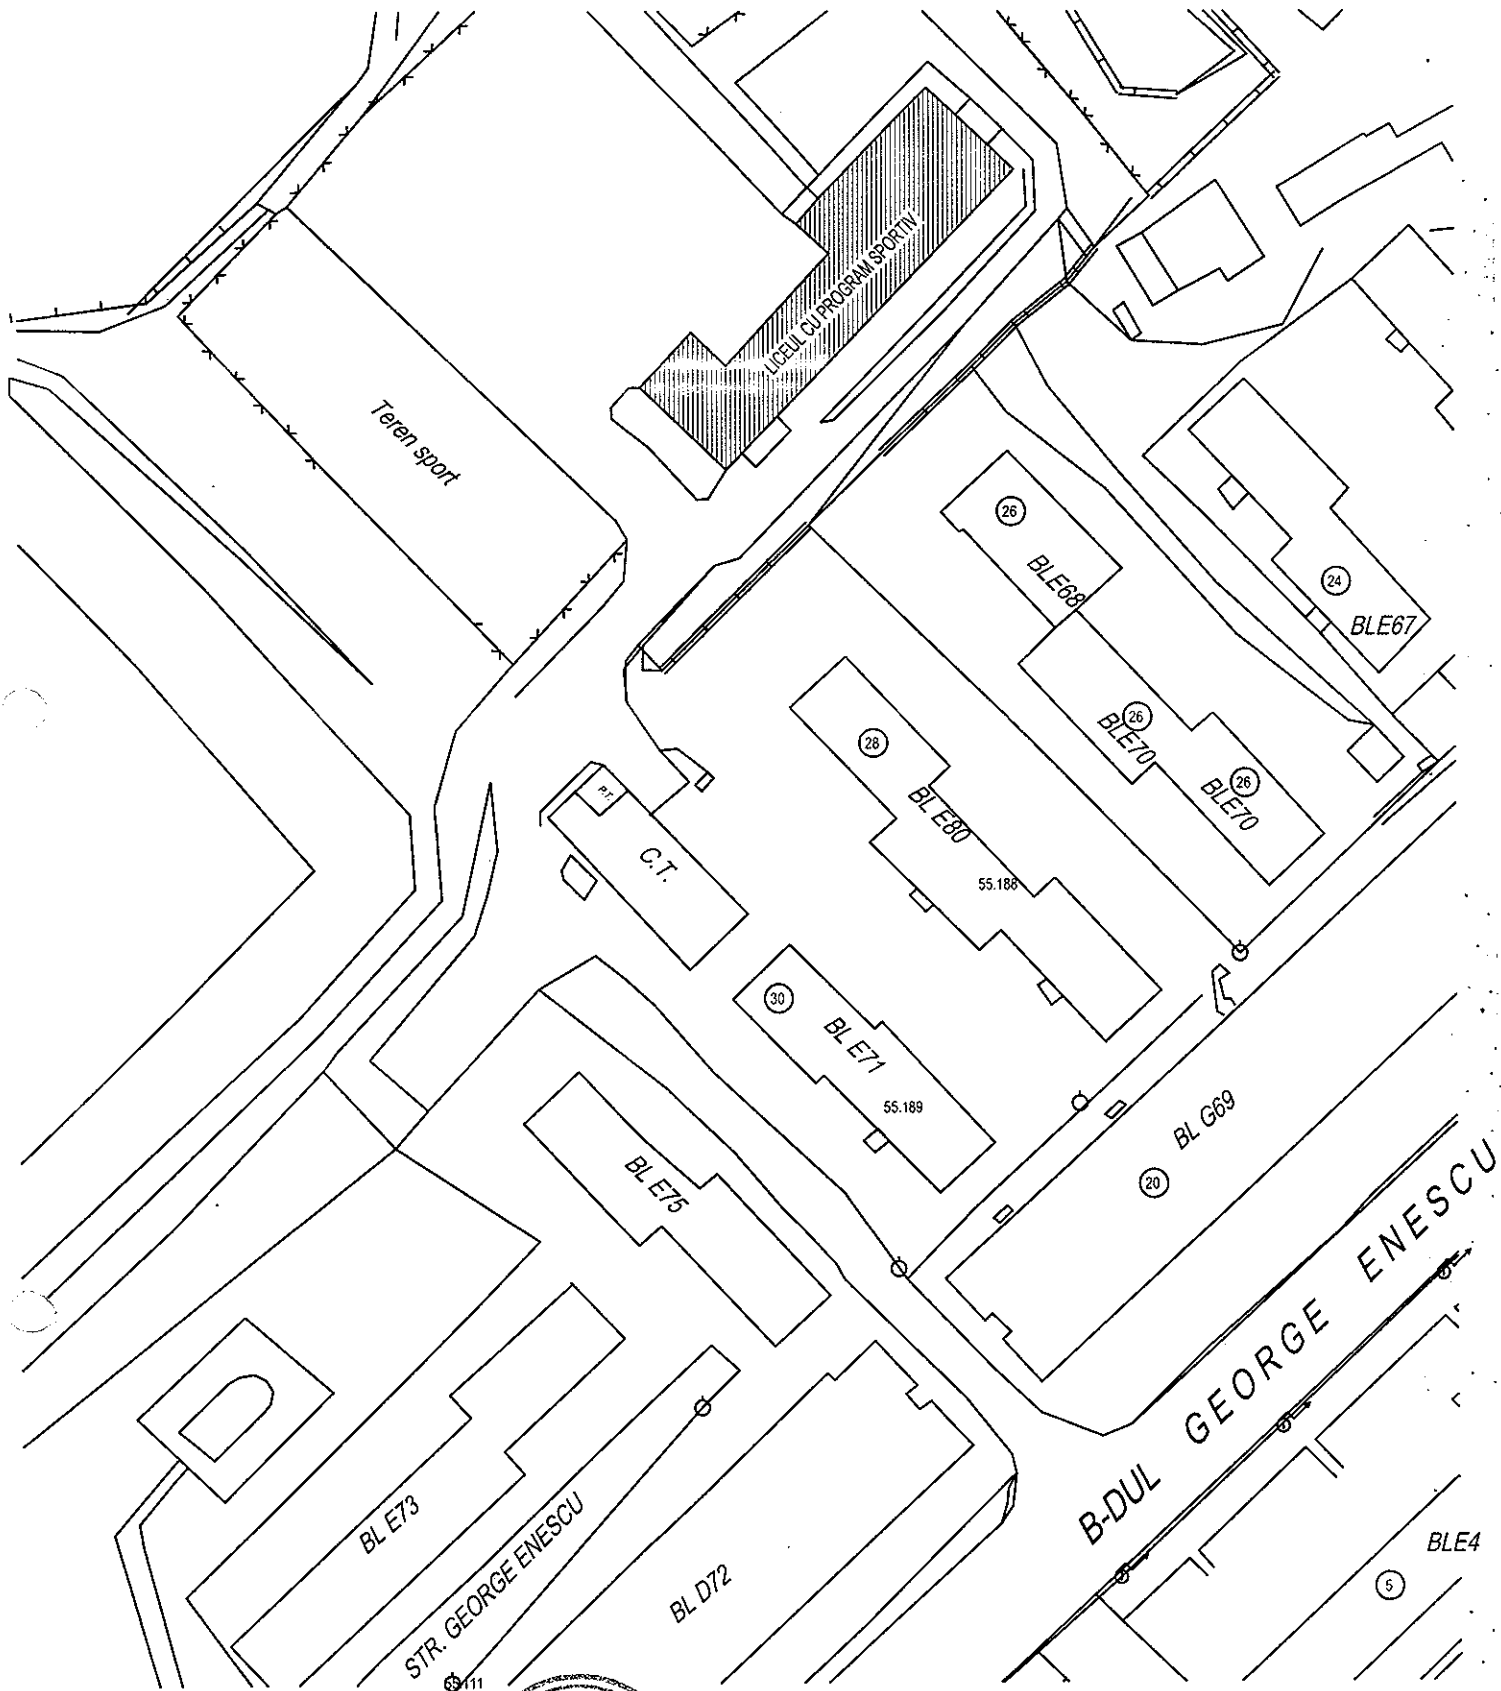 LICEUL CU PROGRAM SPORTIV
Teren sport
26
BLE68
24
BLE67
26
BLE70
26
BLE70
28
BL E80
55.188
P.T.
C.T.
30
BL E71
55.189
BL G69
20
BL E75
B-DUL GEORGE ENESCU
BL E73
STR. GEORGE ENESCU
BL D72
BLE4
5